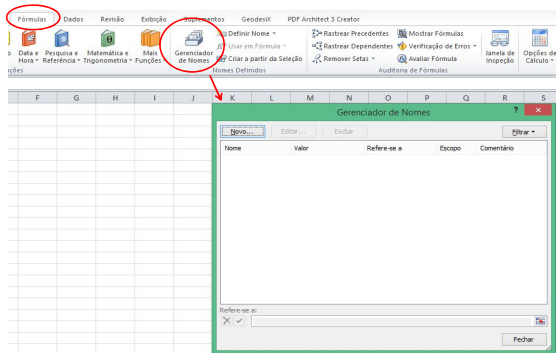 Fórmulas Dados Revisão Exibição Suplementos GeodesiX PDF Architect 3 Creator
Data e Hora Pesquisa e Referência Matemática e Trigonometria Mais Funções
Gerenciador de Nomes
Definir Nome
Usar em Fórmula
Criar a partir da Seleção
Nomes Definidos
Rastrear Precedentes
Rastrear Dependentes
Remover Setas
Mostrar Fórmulas
Verificação de Erros
Avaliar Fórmula
Janela de Inspeção
Auditoria de Fórmulas
Opções de Cálculo
F G H I J K L M N O P Q R S
Gerenciador de Nomes ?
Novo... Editar... Excluir Filtrar
Nome Valor Refere-se a Escopo Comentário
Refere-se a:
Fechar